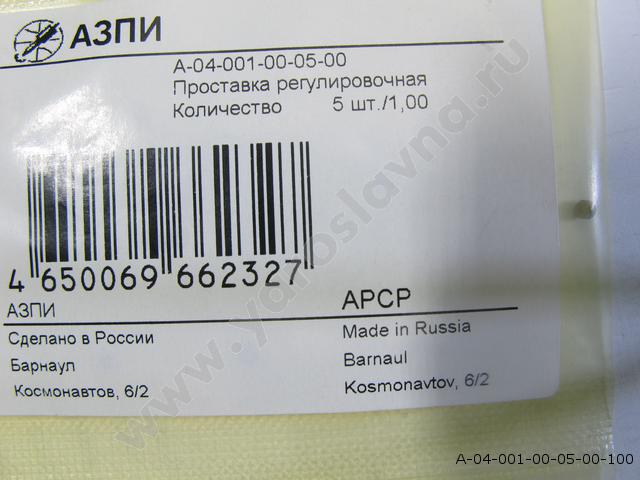 АЗПИ
А-04-001-00-05-00
Проставка регулировочная
Количество 5 шт./1,00
4 650069 662327
АЗПИ
Сделано в России
Барнаул
Космонавтов, 6/2
APCP
Made in Russia
Barnaul
Kosmonavtov, 6/2
www.yaroslavna.ru
А-04-001-00-05-00-100